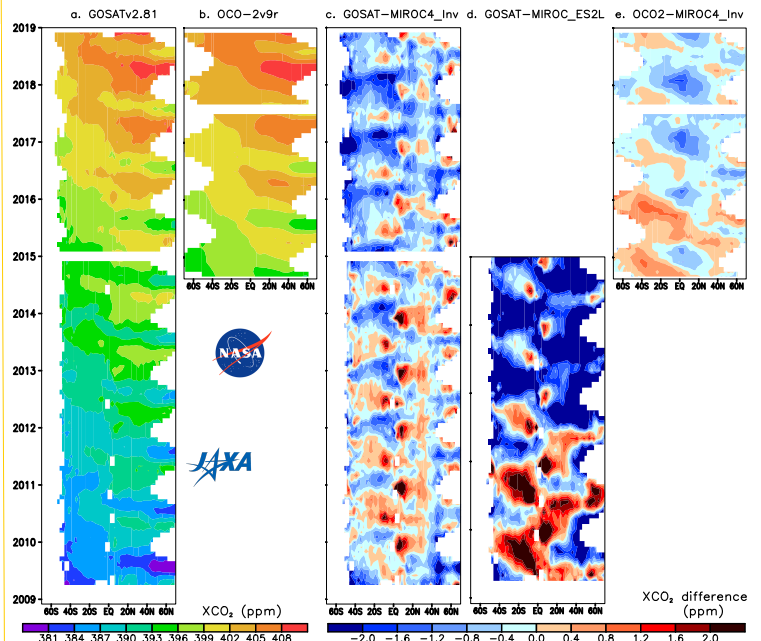 a. GOSATv2.81 b. OCO-2v9r c. GOSAT-MIROC4_Inv d. GOSAT-MIROC_ES2L e. OCO2-MIROC4_Inv
2019
2018
2017
2016
2015
2014
2013
2012
2011
2010
2009
60S 40S 20S EQ 20N 40N 60N
60S 40S 20S EQ 20N 40N 60N
60S 40S 20S EQ 20N 40N 60N
60S 40S 20S EQ 20N 40N 60N
60S 40S 20S EQ 20N 40N 60N
NASA
JAXA
XCO₂ (ppm)
381 384 387 390 393 396 399 402 405 408
XCO₂ difference
(ppm)
-2.0 -1.6 -1.2 -0.8 -0.4 0.0 0.4 0.8 1.2 1.6 2.0